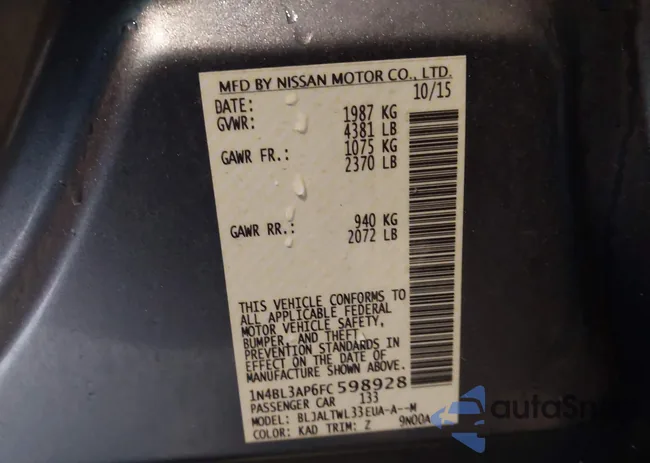 MFD BY NISSAN MOTOR CO., LTD.
DATE: 10/15
GVWR: 1987 KG
4381 LB
GAWR FR.: 1075 KG
2370 LB
GAWR RR.: 940 KG
2072 LB
THIS VEHICLE CONFORMS TO
ALL APPLICABLE FEDERAL
MOTOR VEHICLE SAFETY,
BUMPER, AND THEFT
PREVENTION STANDARDS IN
EFFECT ON THE DATE OF
MANUFACTURE SHOWN ABOVE.
1N4BL3AP6FC598928
PASSENGER CAR 133
MODEL: BLJALTWL33EUA-A--M
COLOR: KAD TRIM: Z 9N00A